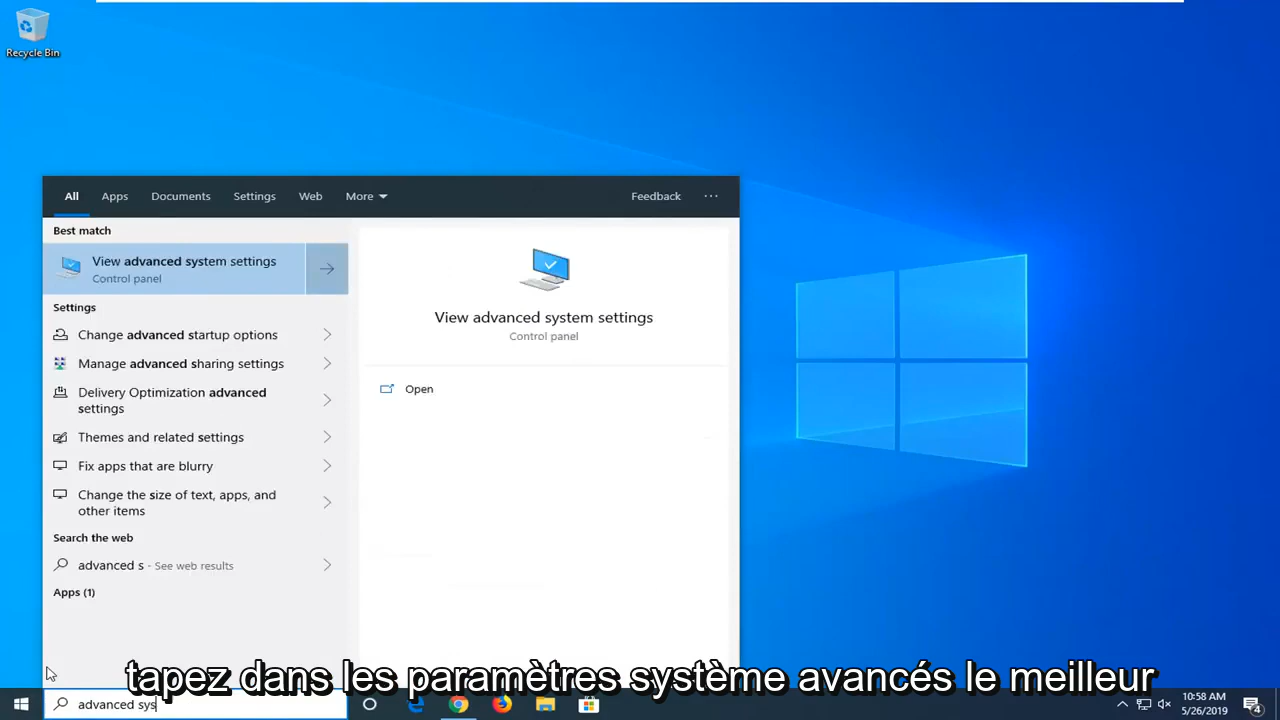 Recycle Bin
All Apps Documents Settings Web More Feedback ...
Best match
View advanced system settings
Control panel
Settings
Change advanced startup options
Manage advanced sharing settings
Delivery Optimization advanced
settings
Themes and related settings
Fix apps that are blurry
Change the size of text, apps, and
other items
Search the web
advanced s - See web results
Apps (1)
View advanced system settings
Control panel
Open
tapez dans les paramètres système avancés le meilleur
advanced sys
10:58 AM
5/26/2019
4